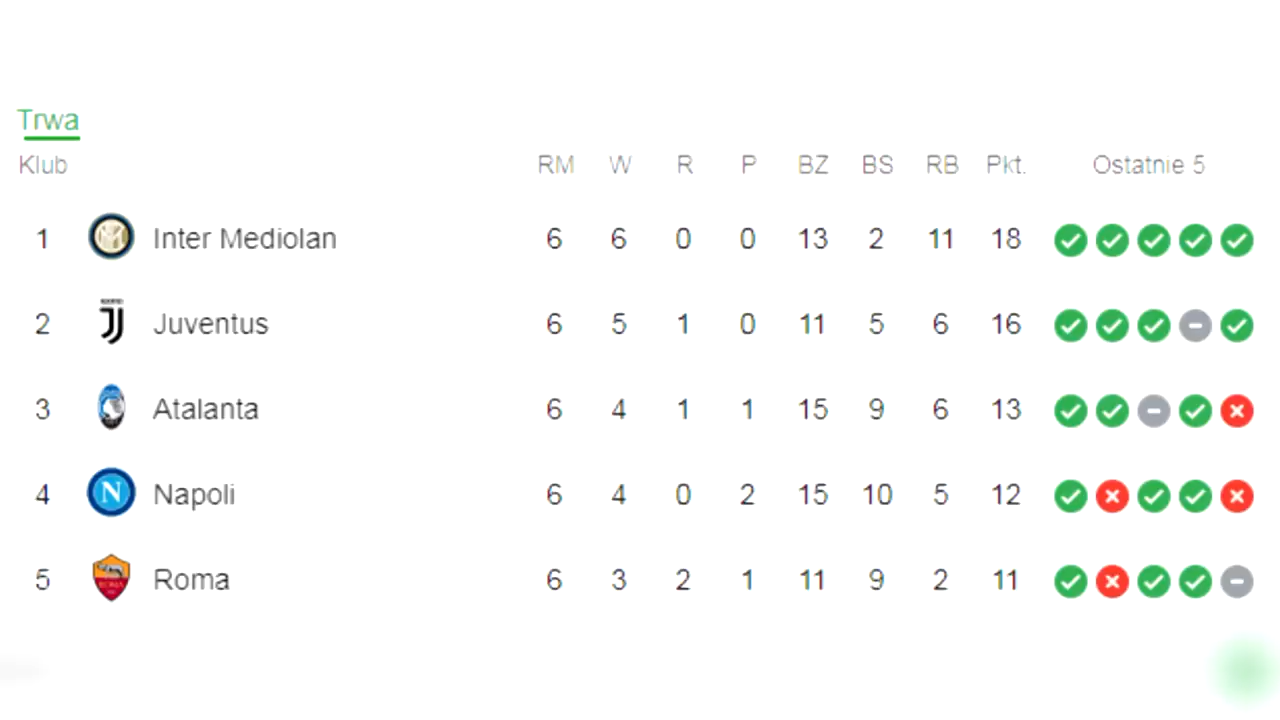 Trwa
Klub RM W R P BZ BS RB Pkt. Ostatnie 5
1 Inter Mediolan 6 6 0 0 13 2 11 18
2 Juventus 6 5 1 0 11 5 6 16
3 Atalanta 6 4 1 1 15 9 6 13
4 N Napoli 6 4 0 2 15 10 5 12
5 Roma 6 3 2 1 11 9 2 11